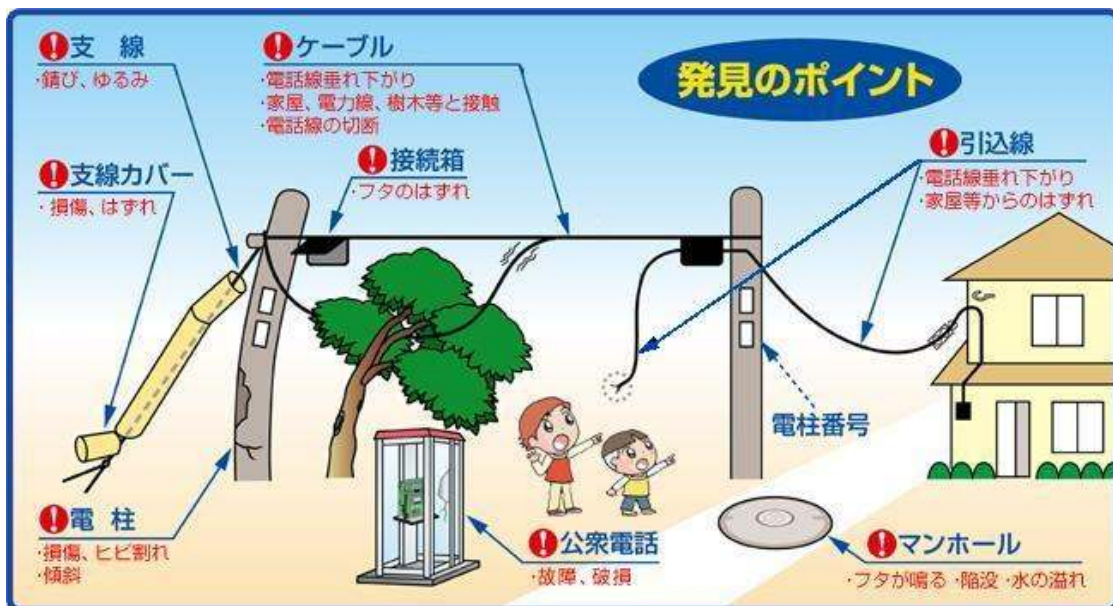 発見のポイント
支 線
・錆び、ゆるみ
ケーブル
・電話線垂れ下がり
・家屋、電力線、樹木等と接触
・電話線の切断
引込線
・電話線垂れ下がり
・家屋等からのはずれ
接続箱
・フタのはずれ
支線カバー
・損傷、はずれ
電柱番号
電 柱
・損傷、ヒビ割れ
・傾斜
公衆電話
・故障、破損
マンホール
・フタが鳴る ・陥没 ・水の溢れ